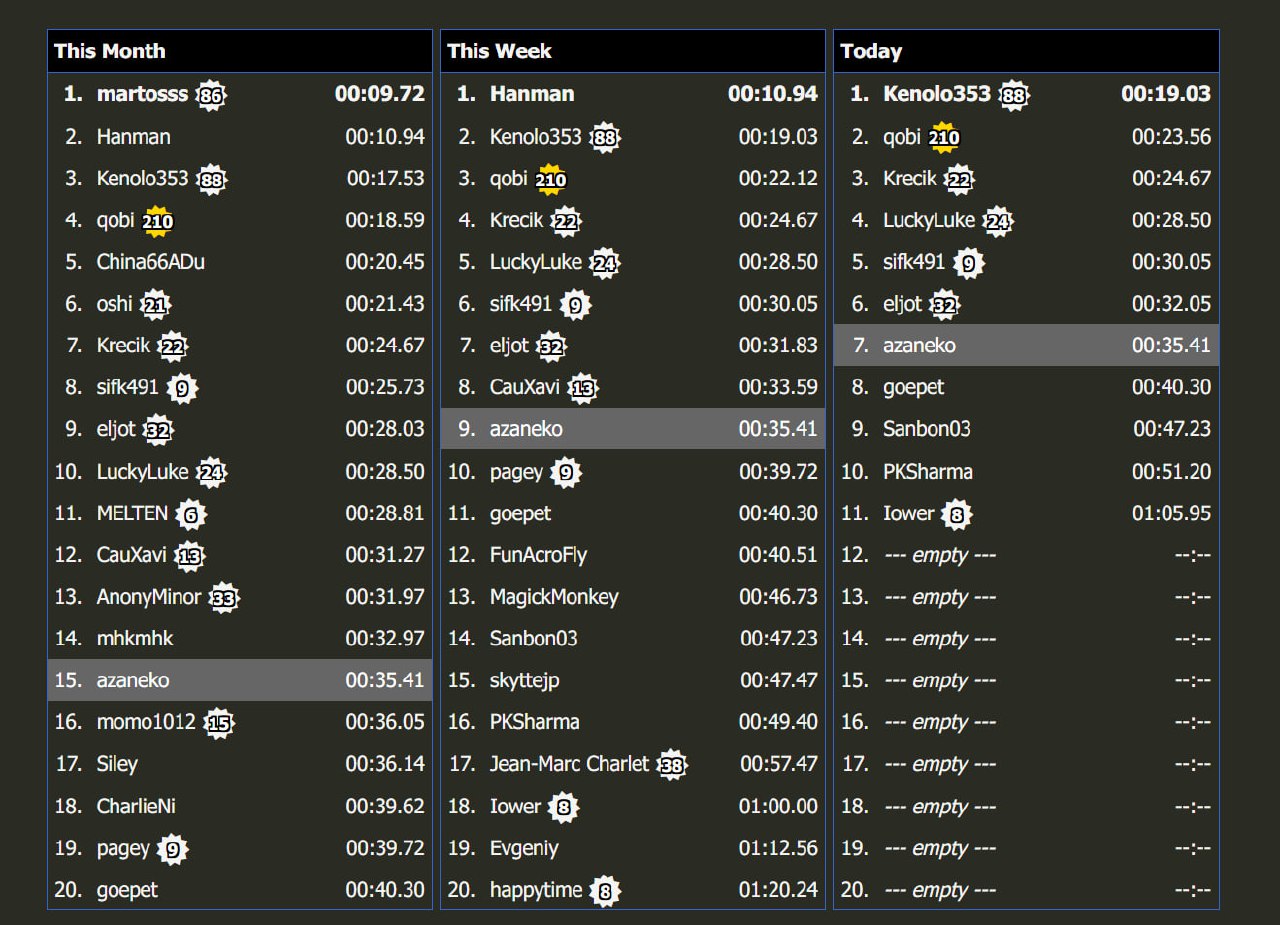 This Month
1. martosss 86 00:09.72
2. Hanman 00:10.94
3. Kenolo353 88 00:17.53
4. qobi 210 00:18.59
5. China66ADu 00:20.45
6. oshi 21 00:21.43
7. Krecik 22 00:24.67
8. sifk491 9 00:25.73
9. eljot 32 00:28.03
10. LuckyLuke 24 00:28.50
11. MELTEN 6 00:28.81
12. CauXavi 13 00:31.27
13. AnonyMinor 33 00:31.97
14. mhkmhk 00:32.97
15. azaneko 00:35.41
16. momo1012 15 00:36.05
17. Siley 00:36.14
18. CharlieNi 00:39.62
19. pagey 9 00:39.72
20. goepet 00:40.30
This Week
1. Hanman 00:10.94
2. Kenolo353 88 00:19.03
3. qobi 210 00:22.12
4. Krecik 22 00:24.67
5. LuckyLuke 24 00:28.50
6. sifk491 9 00:30.05
7. eljot 32 00:31.83
8. CauXavi 13 00:33.59
9. azaneko 00:35.41
10. pagey 9 00:39.72
11. goepet 00:40.30
12. FunAcroFly 00:40.51
13. MagickMonkey 00:46.73
14. Sanbon03 00:47.23
15. skyttejp 00:47.47
16. PKSharma 00:49.40
17. Jean-Marc Charlet 38 00:57.47
18. Iower 8 01:00.00
19. Evgeniy 01:12.56
20. happytime 8 01:20.24
Today
1. Kenolo353 88 00:19.03
2. qobi 210 00:23.56
3. Krecik 22 00:24.67
4. LuckyLuke 24 00:28.50
5. sifk491 9 00:30.05
6. eljot 32 00:32.05
7. azaneko 00:35.41
8. goepet 00:40.30
9. Sanbon03 00:47.23
10. PKSharma 00:51.20
11. Iower 8 01:05.95
12. --- empty --- --:--
13. --- empty --- --:--
14. --- empty --- --:--
15. --- empty --- --:--
16. --- empty --- --:--
17. --- empty --- --:--
18. --- empty --- --:--
19. --- empty --- --:--
20. --- empty --- --:--